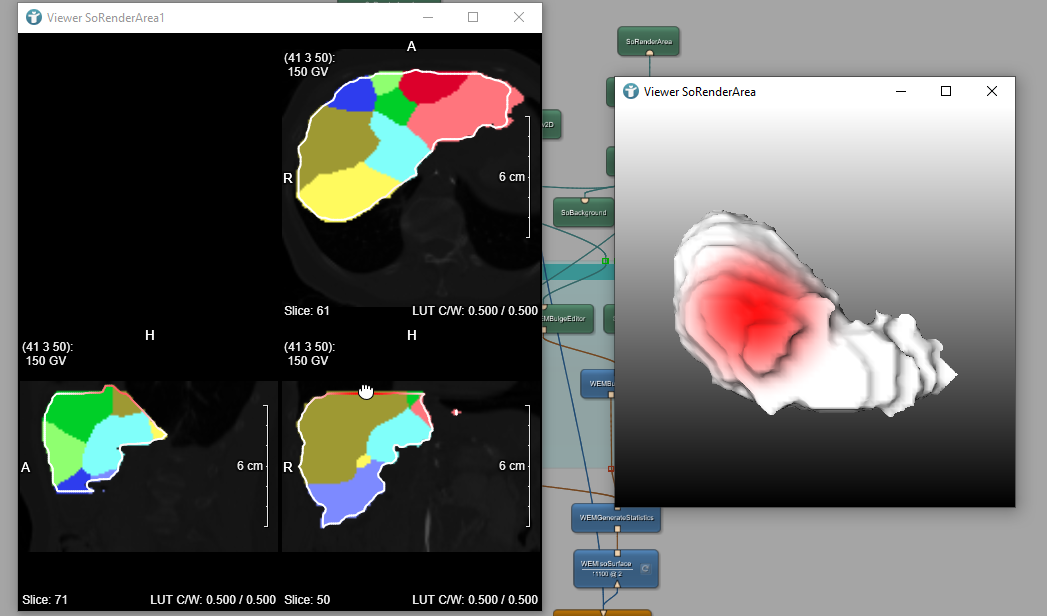 Viewer SoRenderArea1
A
(41 3 50):
150 GV
R
6 cm
Slice: 61
LUT C/W: 0.500 / 0.500
H
(41 3 50):
150 GV
A
6 cm
Slice: 71
LUT C/W: 0.500 / 0.500
H
(41 3 50):
150 GV
R
6 cm
Slice: 50
LUT C/W: 0.500 / 0.500
SoRenderArea
Viewer SoRenderArea
SoBackground
WEMGenerateStatistics
WEMIsoSurface